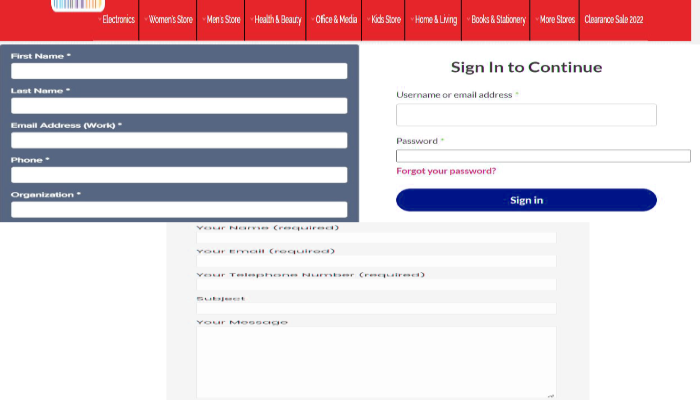 Electronics Women's Store Men's Store Health & Beauty Office & Media Kids Store Home & Living Books & Stationery More Stores Clearance Sale 2022
First Name *
Last Name *
Email Address (Work) *
Phone *
Organization *
Sign In to Continue
Username or email address *
Password *
Forgot your password?
Sign in
Your Name (required)
Your Email (required)
Your Telephone Number (required)
Subject
Your Message